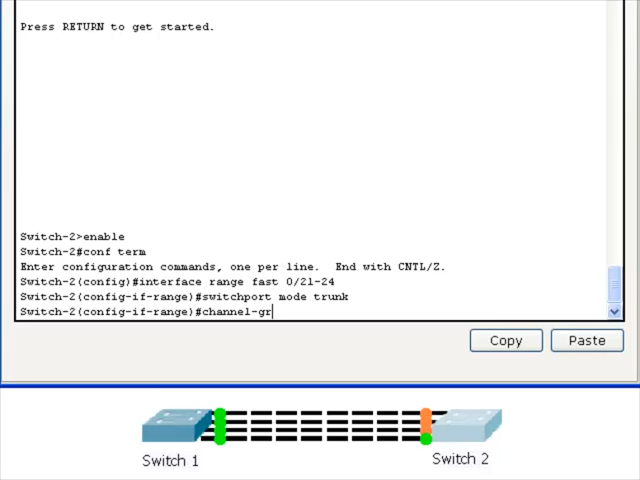 Press RETURN to get started.
Switch-2>enable
Switch-2#conf term
Enter configuration commands, one per line.  End with CNTL/Z.
Switch-2(config)#interface range fast 0/21-24
Switch-2(config-if-range)#switchport mode trunk
Switch-2(config-if-range)#channel-gr
Copy
Paste
Switch 1
Switch 2